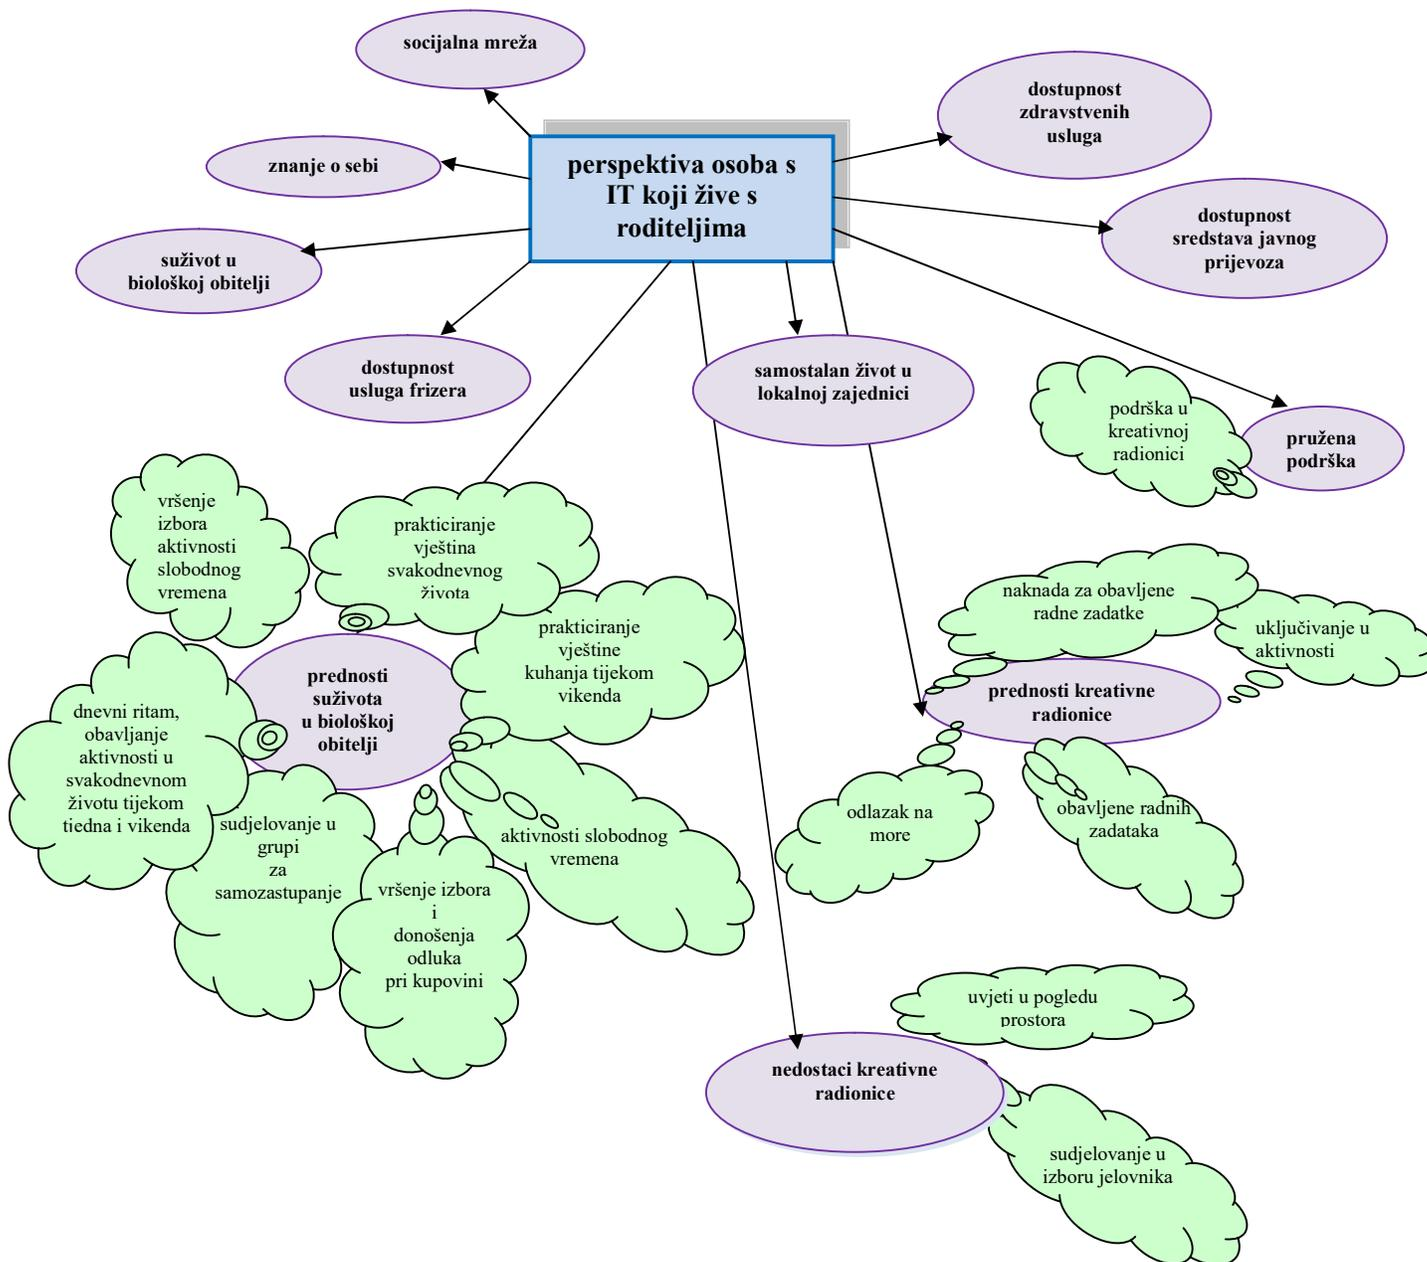 socijalna mreža
dostupnost
zdravstvenih
usluga
perspektiva osoba s
IT koji žive s
roditeljima
znanje o sebi
dostupnost
sredstava javnog
prijevoza
suživot u
biološkoj obitelji
dostupnost
usluga frizera
samostalan život u
lokalnoj zajednici
podrška u
kreativnoj
radionici
pružena
podrška
vršenje
izbora
aktivnosti
slobodnog
vremena
prakticiranje
vještina
svakodnevnog
života
prakticiranje
vještine
kuhanja tijekom
vikenda
naknada za obavljene
radne zadatke
uključivanje u
aktivnosti
prednosti
suživota
u biološkoj
obitelji
prednosti kreativne
radionice
dnevni ritam,
obavljanje
aktivnosti u
svakodnevnom
životu tijekom
tiedna i vikenda
sudjelovanje u
grupi
za
samozastupanje
aktivnosti slobodnog
vremena
odlazak na
more
obavljene radnih
zadataka
vršenje izbora
i
donošenja
odluka
pri kupovini
uvjeti u pogledu
prostora
nedostaci kreativne
radionice
sudjelovanje u
izboru jelovnika